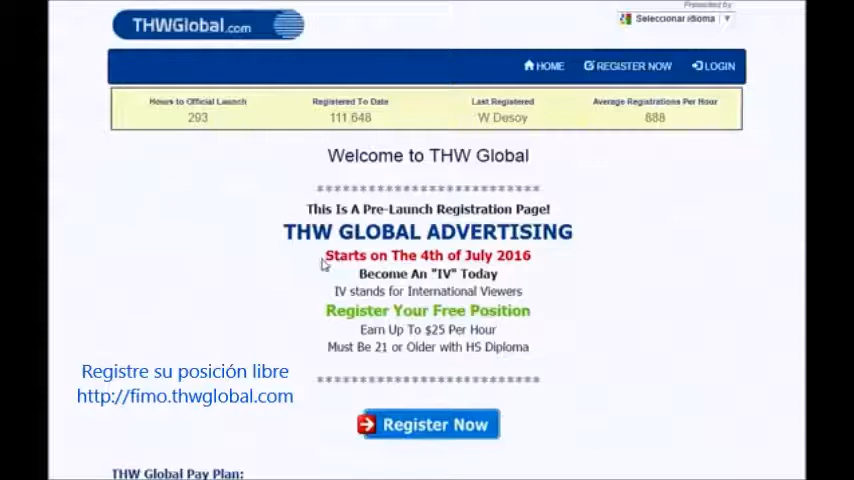 Presented by:
THWGlobal.com
Seleccionar idioma
HOME REGISTER NOW LOGIN
Hours to Official Launch Registered To Date Last Registered Average Registrations Per Hour
293 111,648 W Desoy 888
Welcome to THW Global
**************************
This Is A Pre-Launch Registration Page!
THW GLOBAL ADVERTISING
Starts on The 4th of July 2016
Become An "IV" Today
IV stands for International Viewers
Register Your Free Position
Earn Up To $25 Per Hour
Must Be 21 or Older with HS Diploma
Registre su posición libre
http://fimo.thwglobal.com
**************************
Register Now
THW Global Pay Plan: